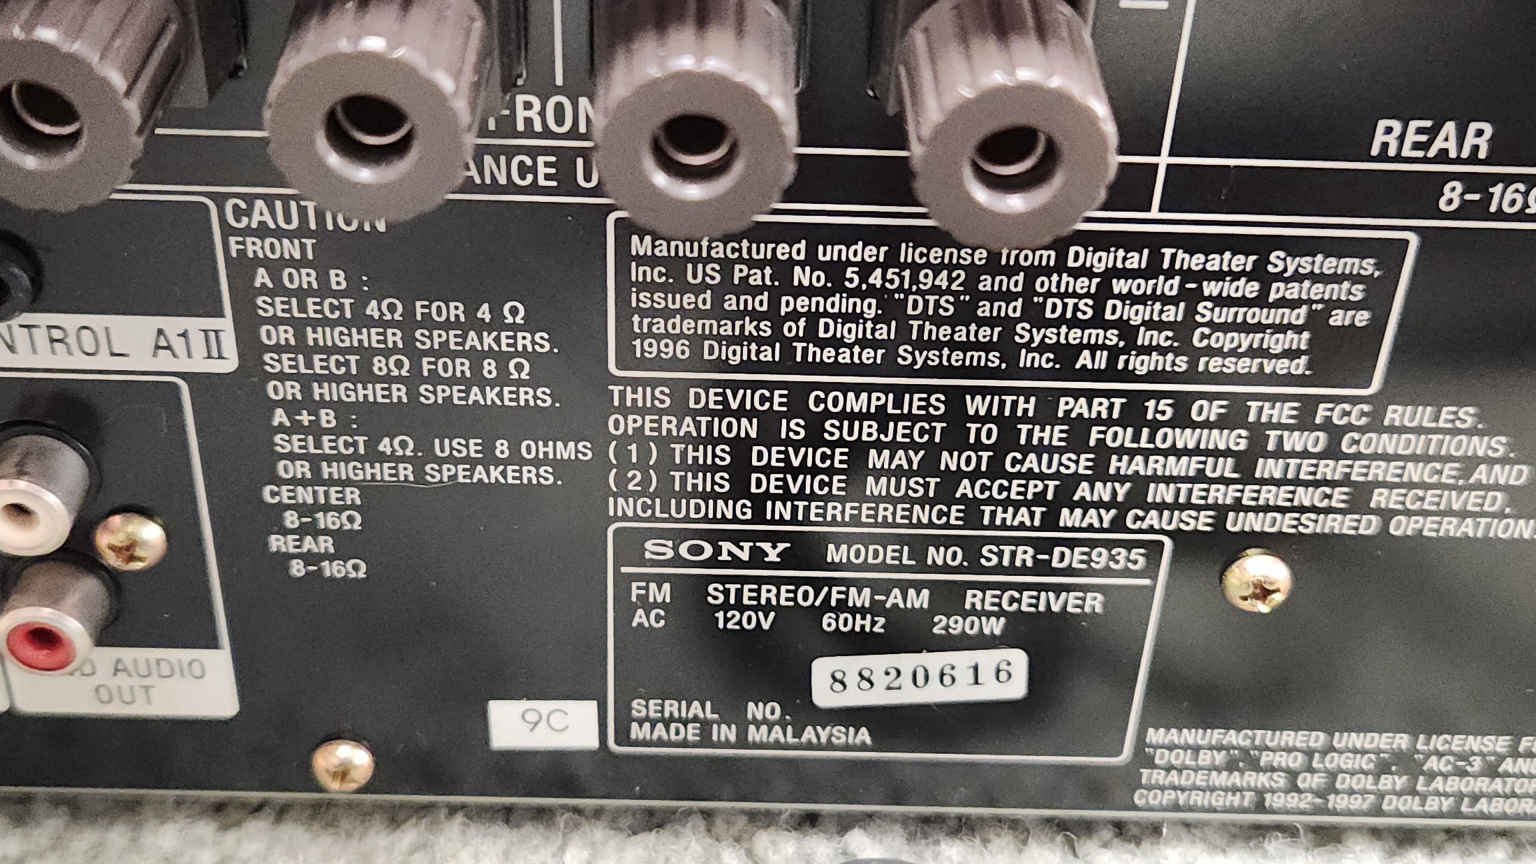 REAR
8-16Ω
CAUTION
FRONT
A OR B :
SELECT 4Ω FOR 4 Ω
OR HIGHER SPEAKERS.
SELECT 8Ω FOR 8 Ω
OR HIGHER SPEAKERS.
A+B :
SELECT 4Ω. USE 8 OHMS
OR HIGHER SPEAKERS.
CENTER
8-16Ω
REAR
8-16Ω
A1II
AUDIO
OUT
9C
Manufactured under license from Digital Theater Systems,
Inc. US Pat. No. 5,451,942 and other world-wide patents
issued and pending. "DTS" and "DTS Digital Surround" are
trademarks of Digital Theater Systems, Inc. Copyright
1996 Digital Theater Systems, Inc. All rights reserved.
THIS DEVICE COMPLIES WITH PART 15 OF THE FCC RULES.
OPERATION IS SUBJECT TO THE FOLLOWING TWO CONDITIONS.
(1) THIS DEVICE MAY NOT CAUSE HARMFUL INTERFERENCE, AND
(2) THIS DEVICE MUST ACCEPT ANY INTERFERENCE RECEIVED,
INCLUDING INTERFERENCE THAT MAY CAUSE UNDESIRED OPERATION
SONY MODEL NO. STR-DE935
FM STEREO/FM-AM RECEIVER
AC 120V 60Hz 290W
8820616
SERIAL NO.
MADE IN MALAYSIA
MANUFACTURED UNDER LICENSE
"DOLBY", "PRO LOGIC", "AC-3"
TRADEMARKS OF DOLBY
COPYRIGHT 1992-1997 DOLBY